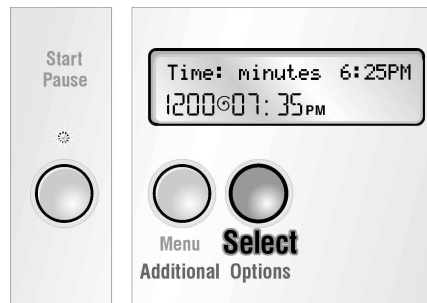 Start
Pause
Time: minutes 6:25PM
1200 07:35PM
Menu
Select
Additional Options